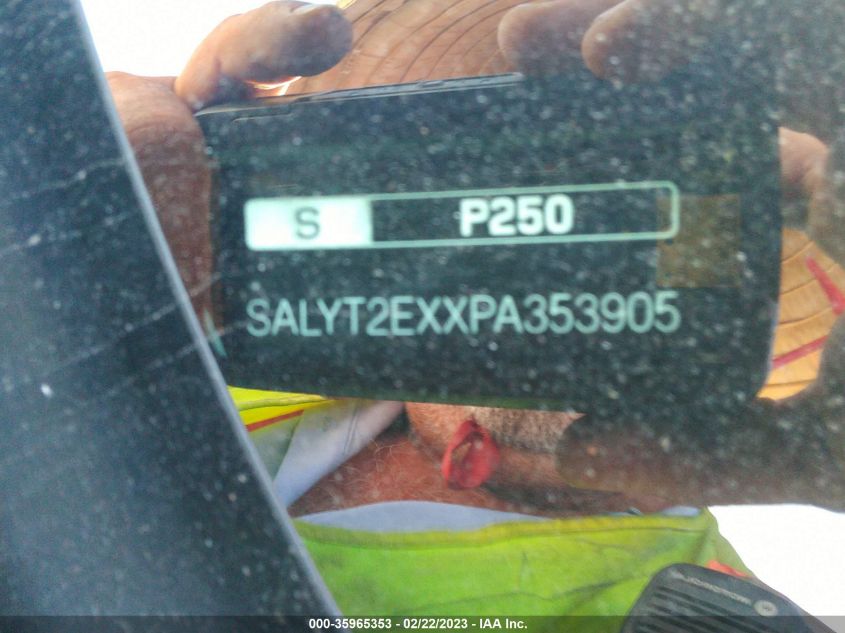 S P250
SALYT2EXXPA353905
000-35965353 - 02/22/2023 - IAA Inc.